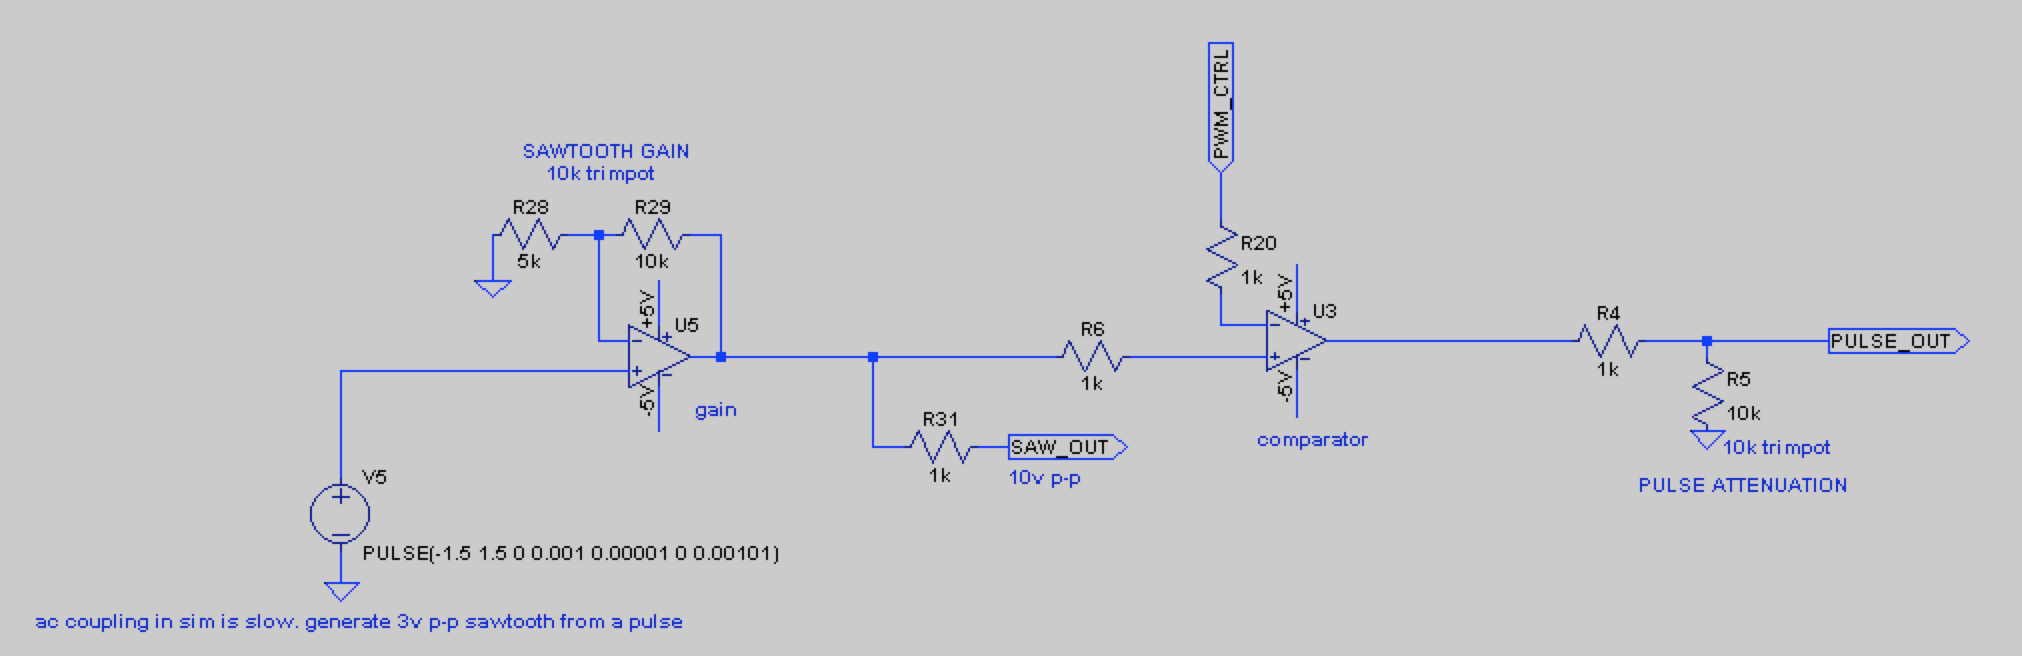 PWM_CTRL
SAWTOOTH GAIN
10k trimpot
R28
R29
5k
10k
R20
1k
+5V
+5V
U5
U3
-
+
+
-
-
+
+
-
-5V
-5V
R6
1k
R4
1k
PULSE_OUT
R5
10k
10k trimpot
PULSE ATTENUATION
gain
comparator
R31
1k
SAW_OUT
10v p-p
V5
+
-
PULSE(-1.5 1.5 0 0.001 0.00001 0 0.00101)
ac coupling in sim is slow. generate 3v p-p sawtooth from a pulse